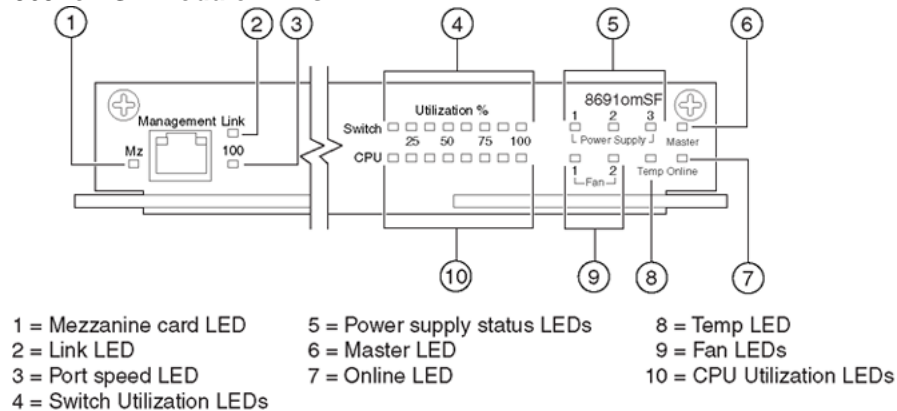 1 2 3 4 5 6
8691omSF
Utilization %
1 2 3
Management Link
Switch
Power Supply
Master
25 50 75 100
Mz
100
CPU
1 2
Temp Online
Fan
10 9 8 7
1 = Mezzanine card LED
5 = Power supply status LEDs
8 = Temp LED
2 = Link LED
6 = Master LED
9 = Fan LEDs
3 = Port speed LED
7 = Online LED
10 = CPU Utilization LEDs
4 = Switch Utilization LEDs